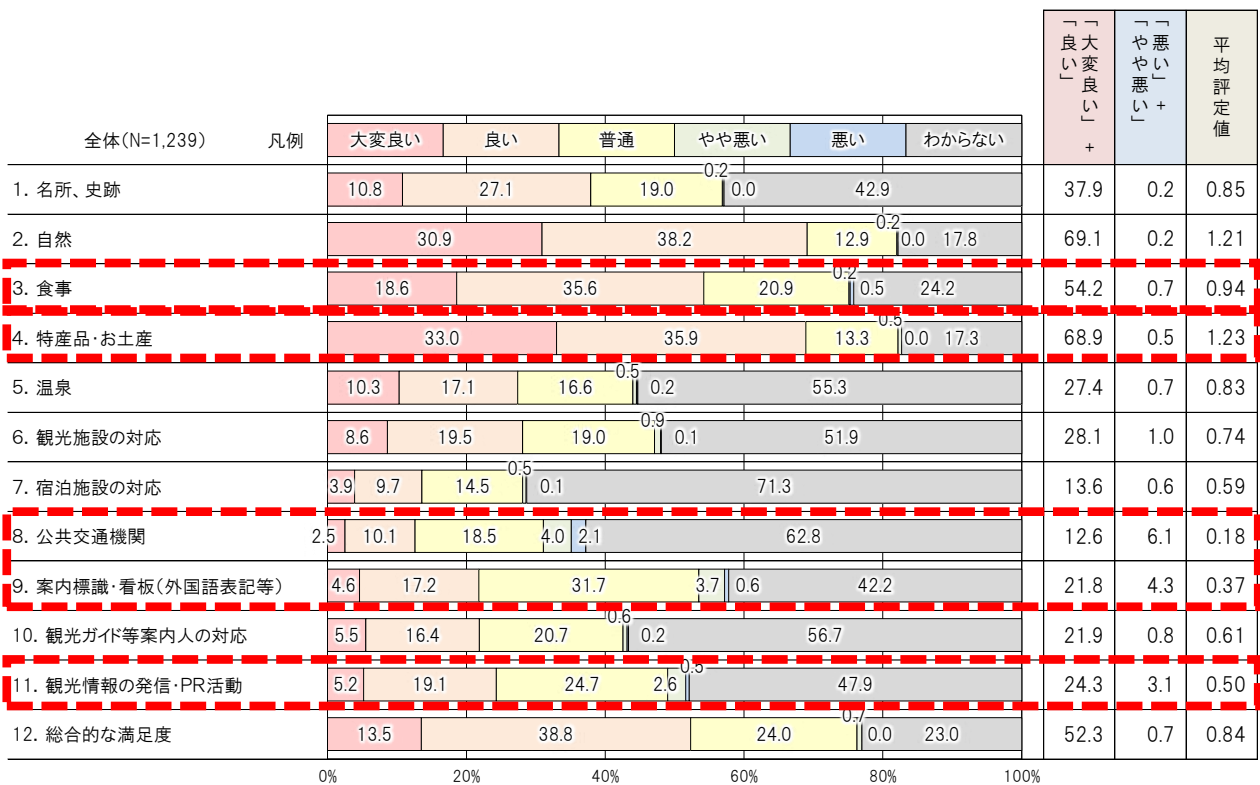 「大変良い」+「良い」
「悪い」+「やや悪い」
平均評定値
全体(N=1,239) 凡例 大変良い 良い 普通 やや悪い 悪い わからない
1. 名所、史跡 10.8 27.1 19.0 0.2 0.0 42.9 37.9 0.2 0.85
2. 自然 30.9 38.2 12.9 0.2 0.0 17.8 69.1 0.2 1.21
3. 食事 18.6 35.6 20.9 0.2 0.5 24.2 54.2 0.7 0.94
4. 特産品・お土産 33.0 35.9 13.3 0.5 0.0 17.3 68.9 0.5 1.23
5. 温泉 10.3 17.1 16.6 0.5 0.2 55.3 27.4 0.7 0.83
6. 観光施設の対応 8.6 19.5 19.0 0.9 0.1 51.9 28.1 1.0 0.74
7. 宿泊施設の対応 3.9 9.7 14.5 0.5 0.1 71.3 13.6 0.6 0.59
8. 公共交通機関 2.5 10.1 18.5 4.0 2.1 62.8 12.6 6.1 0.18
9. 案内標識・看板(外国語表記等) 4.6 17.2 31.7 3.7 0.6 42.2 21.8 4.3 0.37
10. 観光ガイド等案内人の対応 5.5 16.4 20.7 0.6 0.2 56.7 21.9 0.8 0.61
11. 観光情報の発信・PR活動 5.2 19.1 24.7 2.6 0.5 47.9 24.3 3.1 0.50
12. 総合的な満足度 13.5 38.8 24.0 0.7 0.0 23.0 52.3 0.7 0.84
0% 20% 40% 60% 80% 100%